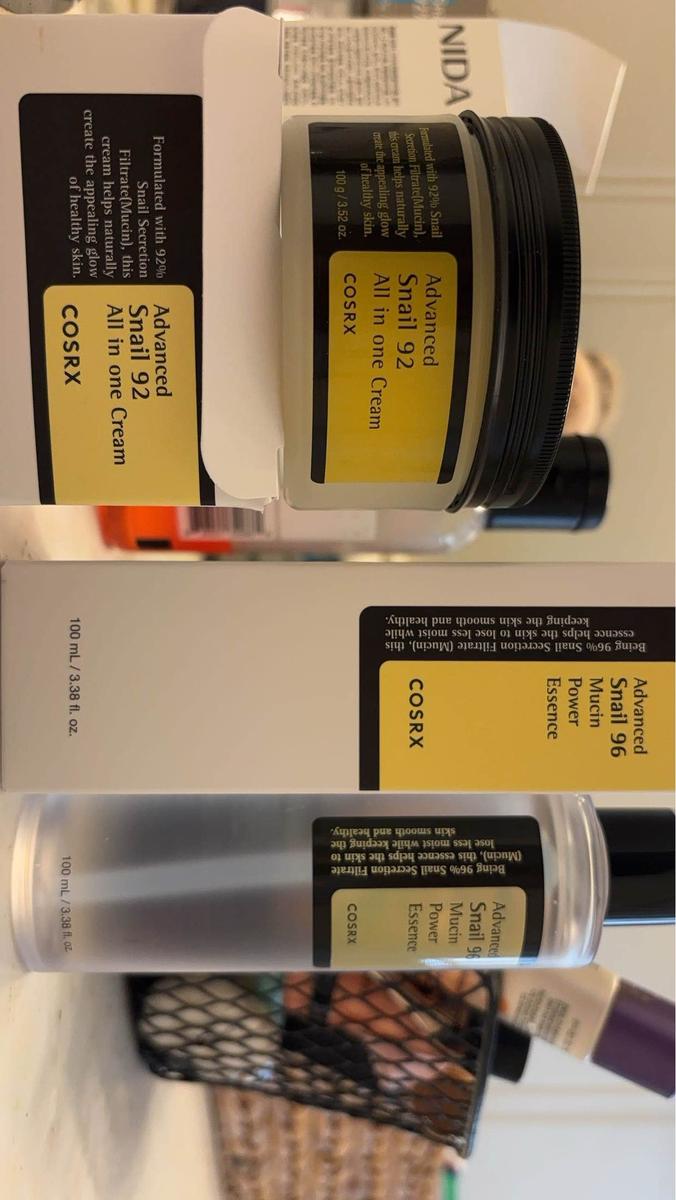 NIDA
Formulated with 92%
Snail Secretion
Filtrate(Mucin), this
cream helps naturally
create the appealing glow
of healthy skin.
Advanced
Snail 92
All in one Cream
COSRX
Formulated with 92% Snail
Secretion Filtrate(Mucin),
this cream helps naturally
create the appealing glow
of healthy skin.
100 g / 3.52 oz.
Advanced
Snail 92
All in one Cream
COSRX
Being 96% Snail Secretion Filtrate (Mucin), this
essence helps the skin to lose less moist while
keeping the skin smooth and healthy.
Advanced
Snail 96
Mucin
Power
Essence
COSRX
100 mL / 3.38 fl. oz.
Being 96% Snail Secretion Filtrate
(Mucin), this essence helps the skin to
lose less moist while keeping the
skin smooth and healthy.
Advanced
Snail 96
Mucin
Power
Essence
COSRX
100 mL / 3.38 fl. oz.